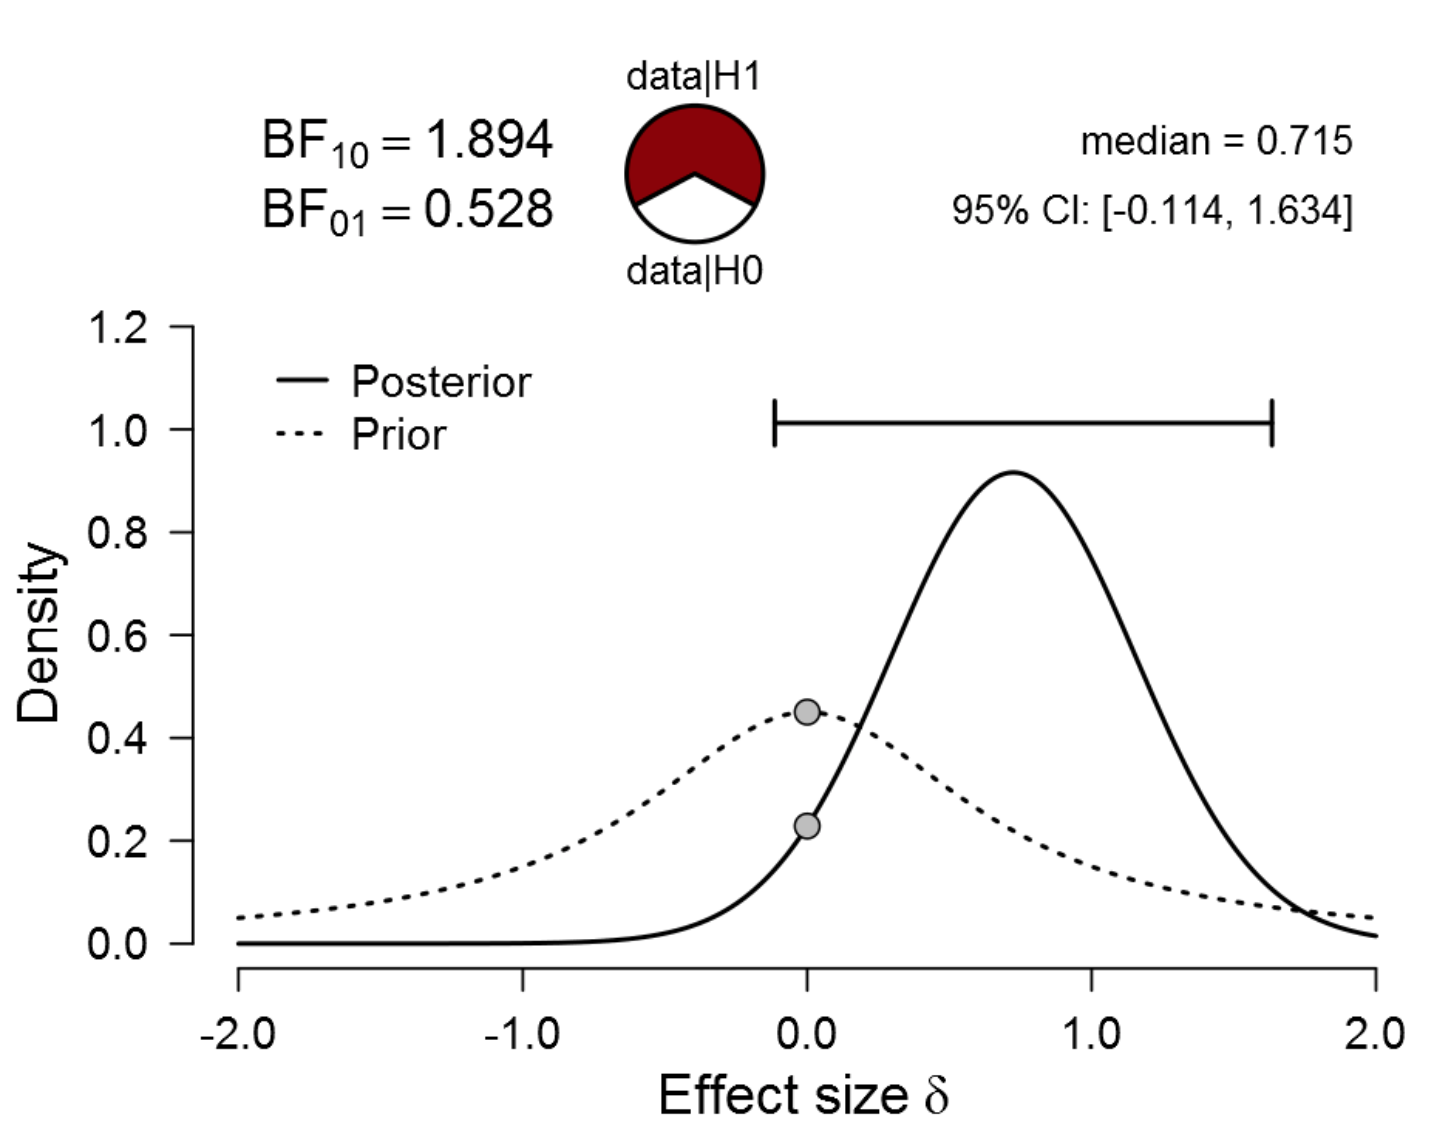 data|H1
BF10 = 1.894
BF01 = 0.528
data|H0
median = 0.715
95% CI: [-0.114, 1.634]
Posterior
Prior
1.2
1.0
0.8
0.6
0.4
0.2
0.0
Density
-2.0 -1.0 0.0 1.0 2.0
Effect size δ